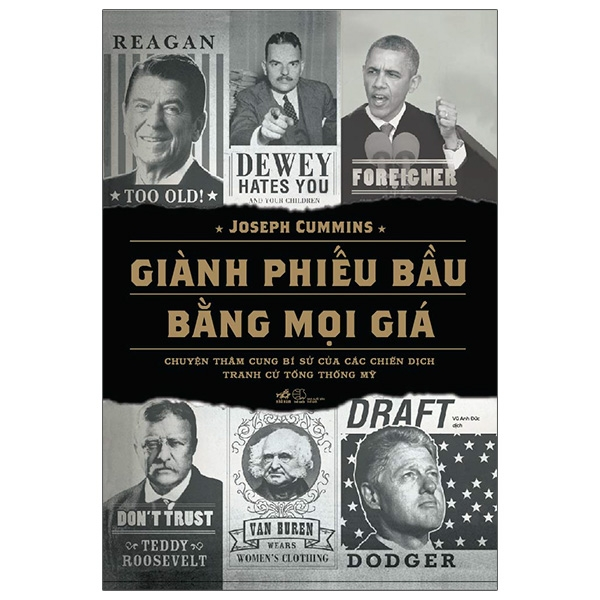 REAGAN
★ TOO OLD! ★
DEWEY
HATES YOU
AND YOUR CHILDREN
FOREIGNER
★ JOSEPH CUMMINS ★
GIÀNH PHIẾU BẦU
BẰNG MỌI GIÁ
CHUYỆN THÂM CUNG BÍ SỬ CỦA CÁC CHIẾN DỊCH
TRANH CỬ TỔNG THỐNG MỸ
DON'T TRUST
TEDDY
ROOSEVELT
VAN BUREN
WEARS
WOMEN'S CLOTHING
DRAFT
Vũ Anh Đức
dịch
DODGER